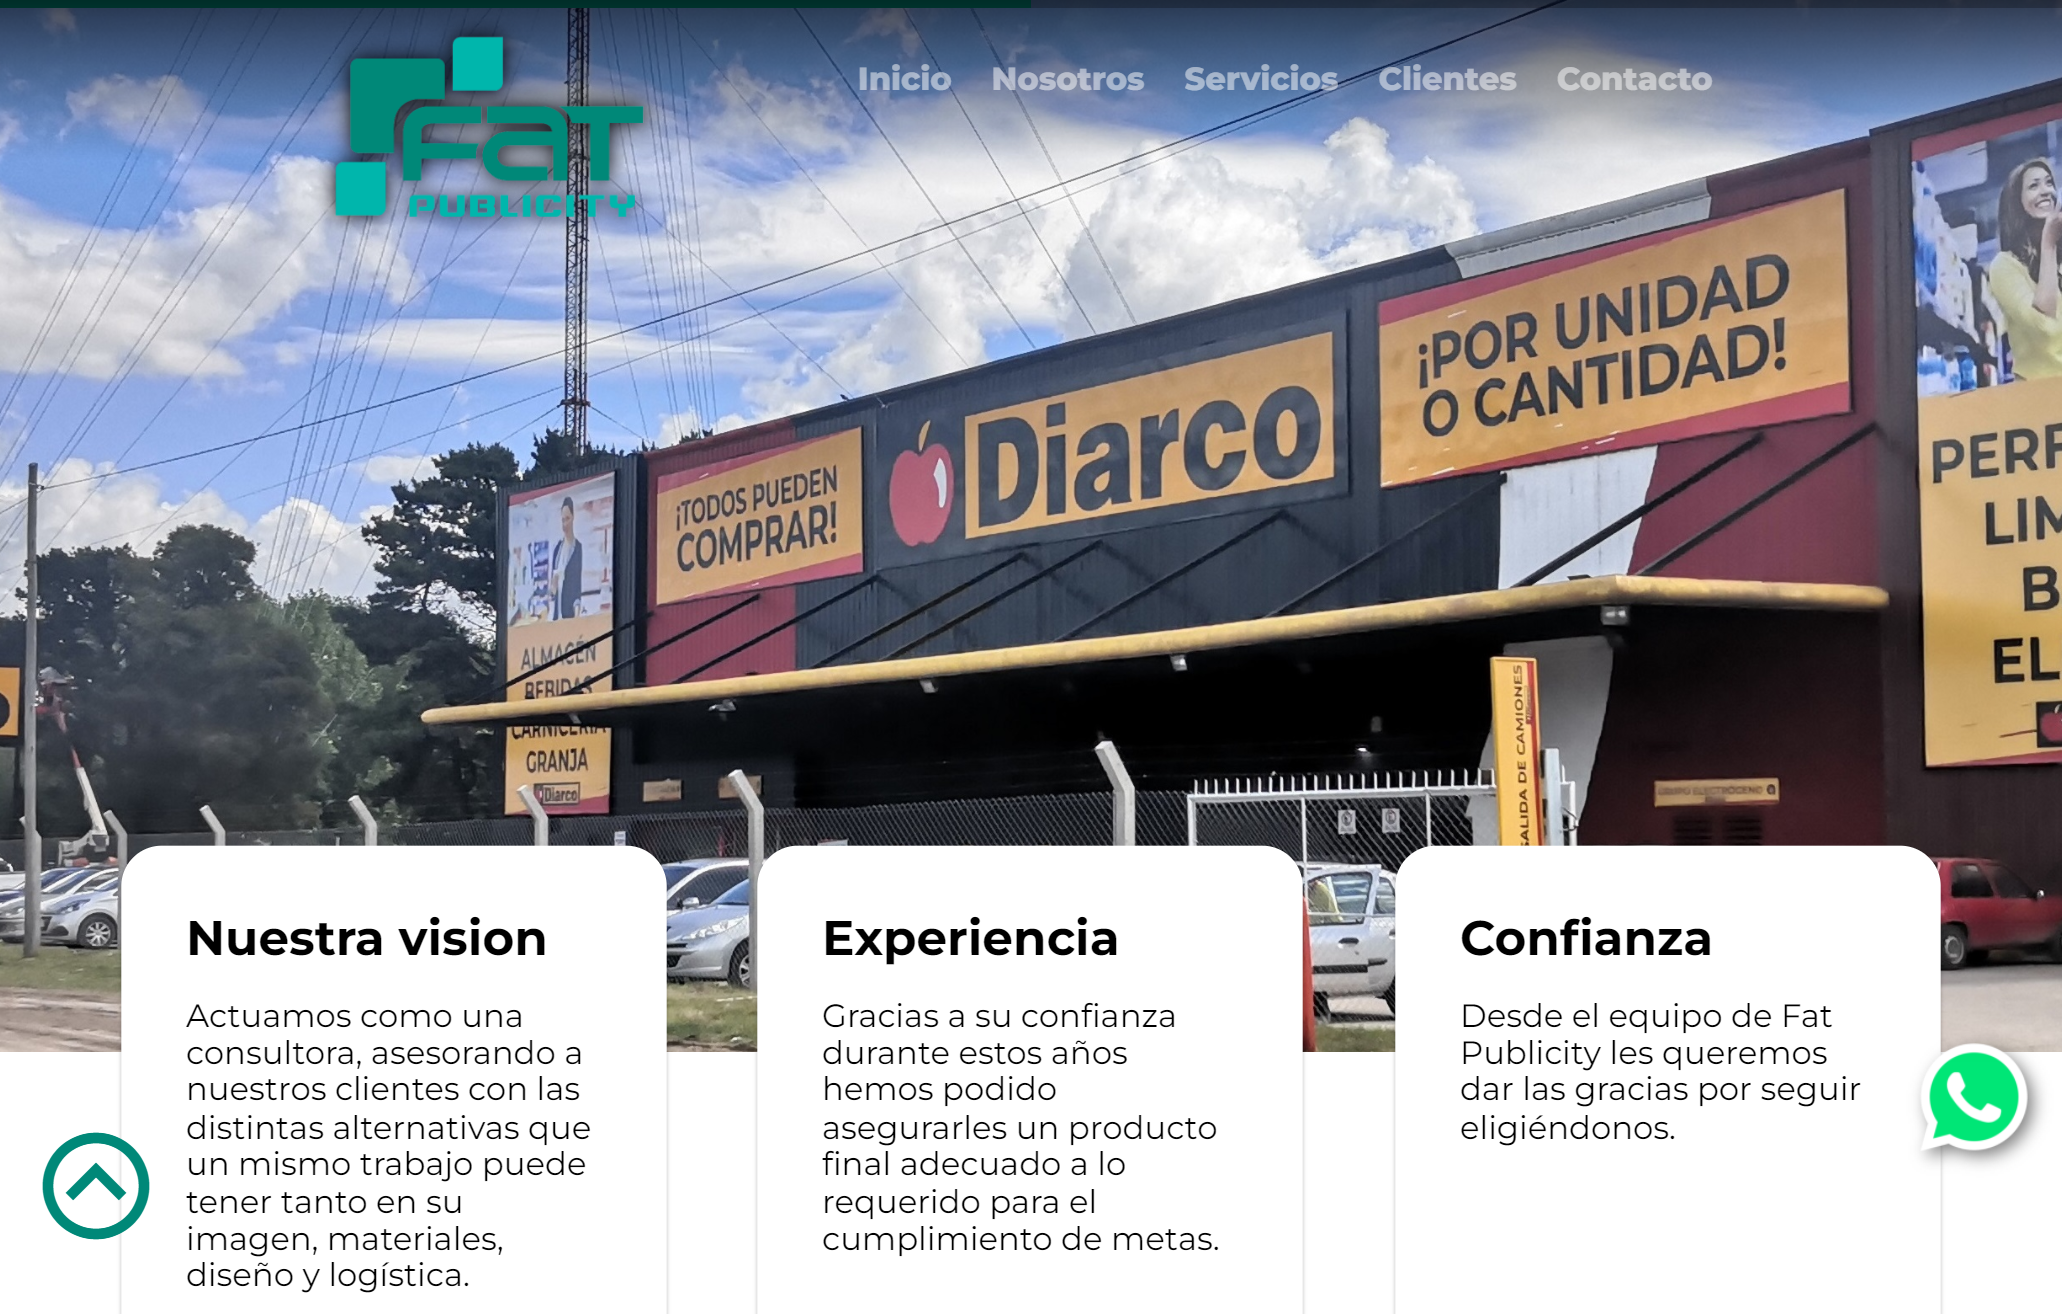 Inicio Nosotros Servicios Clientes Contacto
Fat
PUBLICITY
¡POR UNIDAD
O CANTIDAD!
Diarco
¡TODOS PUEDEN
COMPRAR!
ALMACÉN
BEBIDAS
CARNICERÍA
GRANJA
Diarco
PERF
LIM
B
EL
SALIDA DE CAMIONES
GRUPO ELECTRÓGENO
Nuestra vision
Actuamos como una
consultora, asesorando a
nuestros clientes con las
distintas alternativas que
un mismo trabajo puede
tener tanto en su
imagen, materiales,
diseño y logística.
Experiencia
Gracias a su confianza
durante estos años
hemos podido
asegurarles un producto
final adecuado a lo
requerido para el
cumplimiento de metas.
Confianza
Desde el equipo de Fat
Publicity les queremos
dar las gracias por seguir
eligiéndonos.